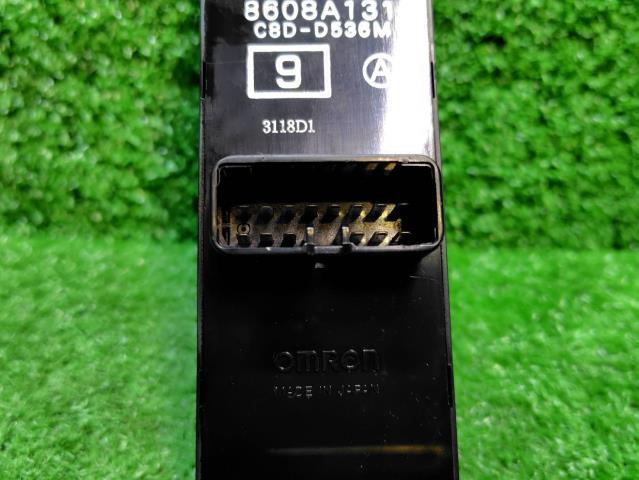 8608A131
C8D-D536M
9 A
3118D1
OMRON
MADE IN JAPAN